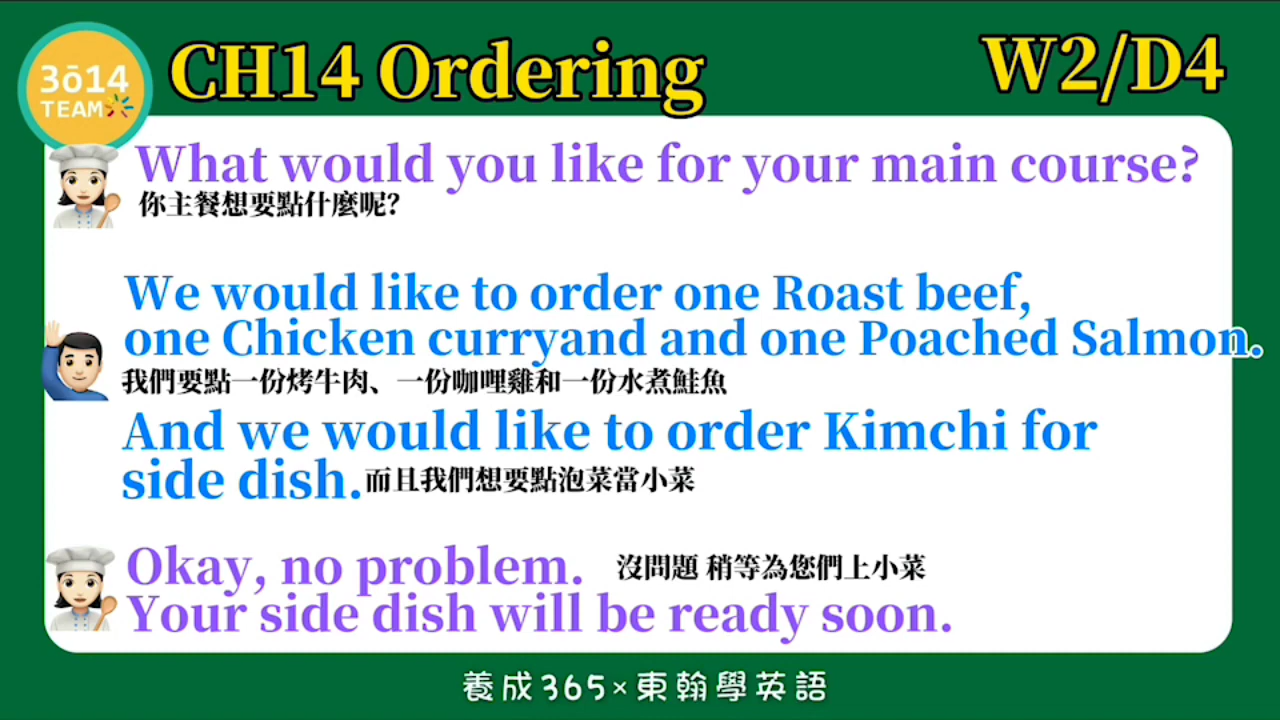 3ō14
TEAM
CH14 Ordering
W2/D4
What would you like for your main course?
你主餐想要點什麼呢?
We would like to order one Roast beef,
one Chicken curryand and one Poached Salmon.
我們要點一份烤牛肉、一份咖哩雞和一份水煮鮭魚
And we would like to order Kimchi for
side dish.而且我們想要點泡菜當小菜
Okay, no problem. 沒問題 稍等為您們上小菜
Your side dish will be ready soon.
養成365×東翰學英語